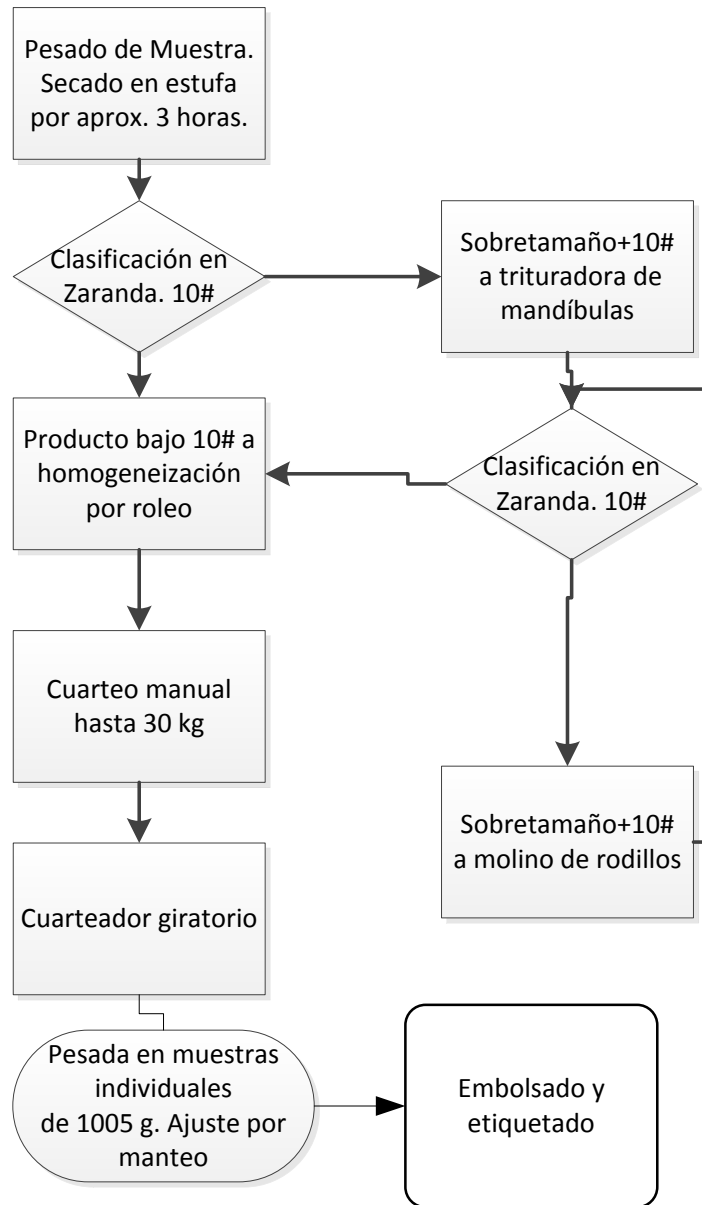 Pesado de Muestra.
Secado en estufa
por aprox. 3 horas.
Clasificación en
Zaranda. 10#
Sobretamaño+10#
a trituradora de
mandíbulas
Producto bajo 10# a
homogeneización
por roleo
Clasificación en
Zaranda. 10#
Cuarteo manual
hasta 30 kg
Sobretamaño+10#
a molino de rodillos
Cuarteador giratorio
Pesada en muestras
individuales
de 1005 g. Ajuste por
manteo
Embolsado y
etiquetado